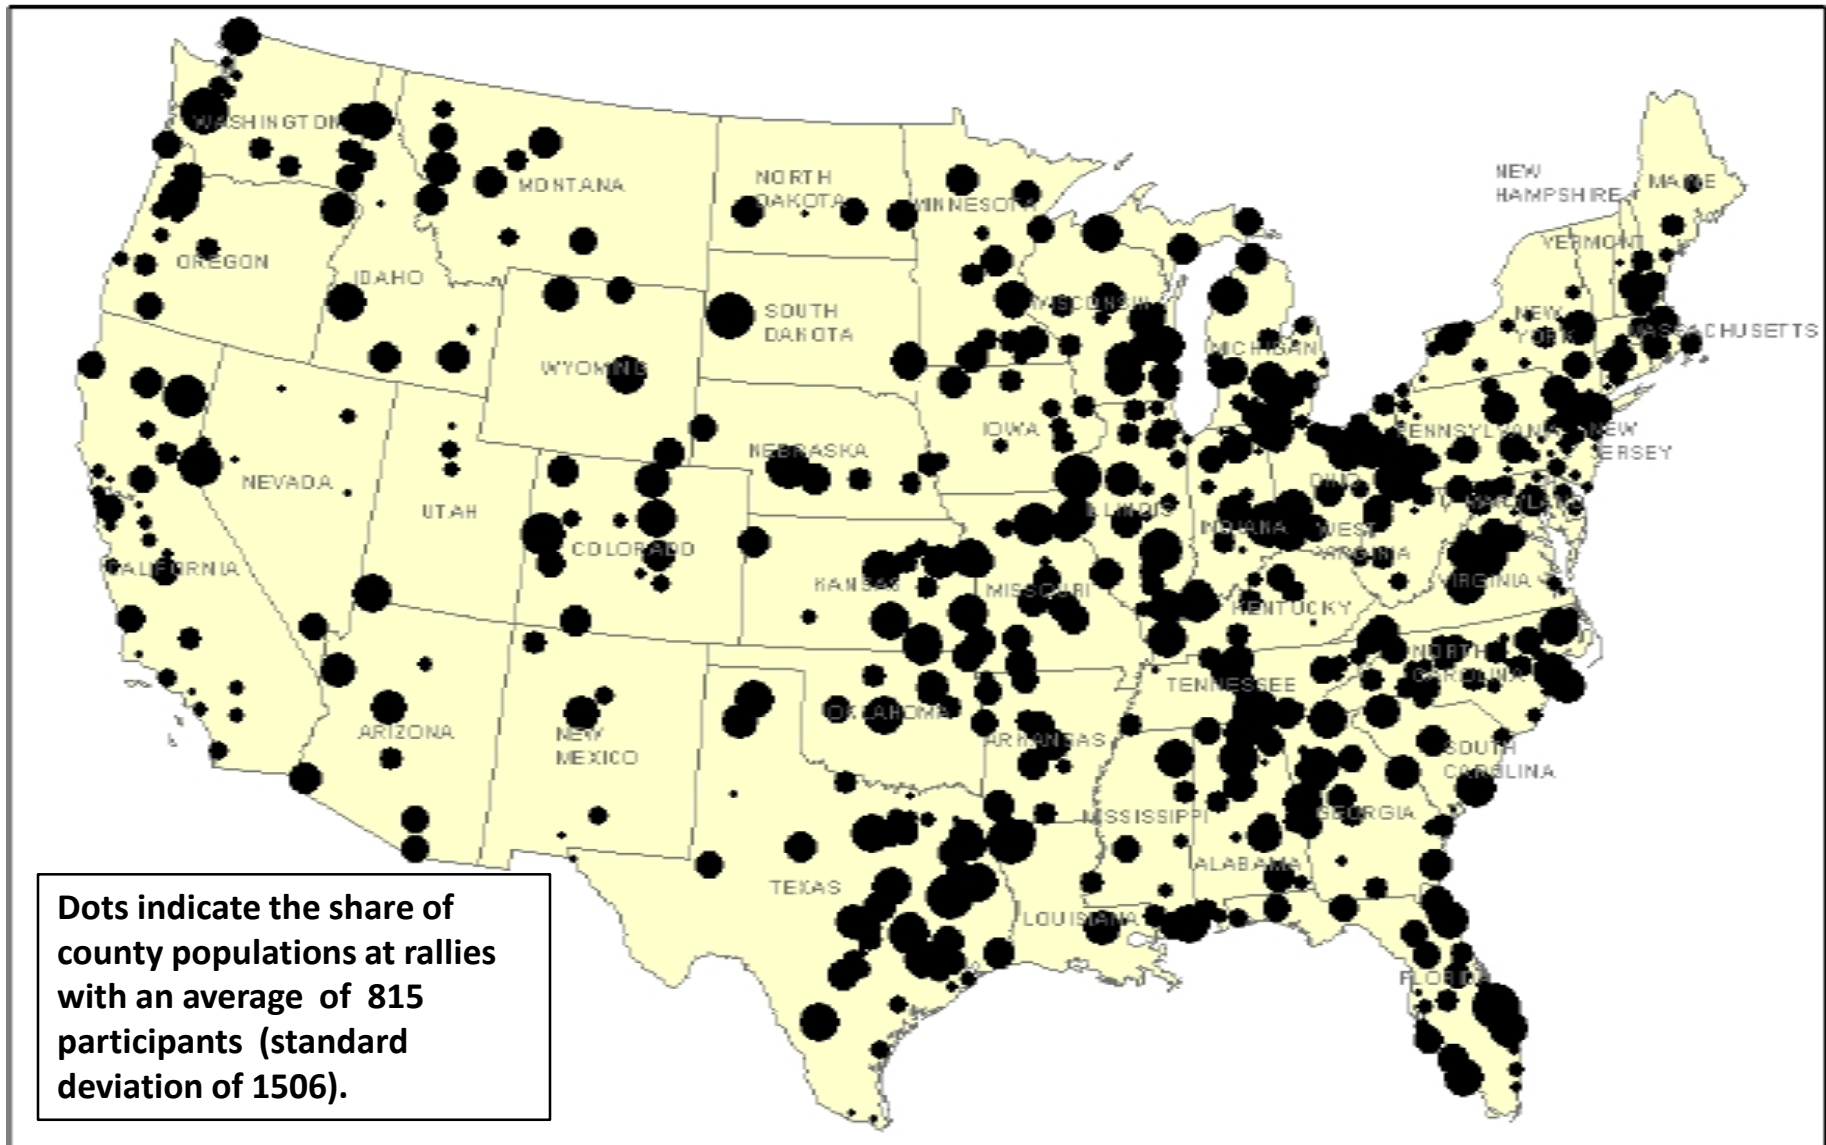 WASHINGTON
MONTANA
NORTH
DAKOTA
MINNESOTA
NEW
HAMPSHIRE
MAINE
VERMONT
OREGON
IDAHO
SOUTH
DAKOTA
WISCONSIN
NEW
YORK
MASSACHUSETTS
MICHIGAN
WYOMING
IOWA
NEBRASKA
PENNSYLVANIA
NEW
JERSEY
NEVADA
UTAH
OHIO
MARYLAND
ILLINOIS
INDIANA
WEST
VIRGINIA
COLORADO
CALIFORNIA
KANSAS
MISSOURI
VIRGINIA
KENTUCKY
NORTH
CAROLINA
TENNESSEE
OKLAHOMA
ARIZONA
NEW
MEXICO
ARKANSAS
SOUTH
CAROLINA
MISSISSIPPI
GEORGIA
ALABAMA
TEXAS
LOUISIANA
FLORIDA
Dots indicate the share of
county populations at rallies
with an average of 815
participants (standard
deviation of 1506).